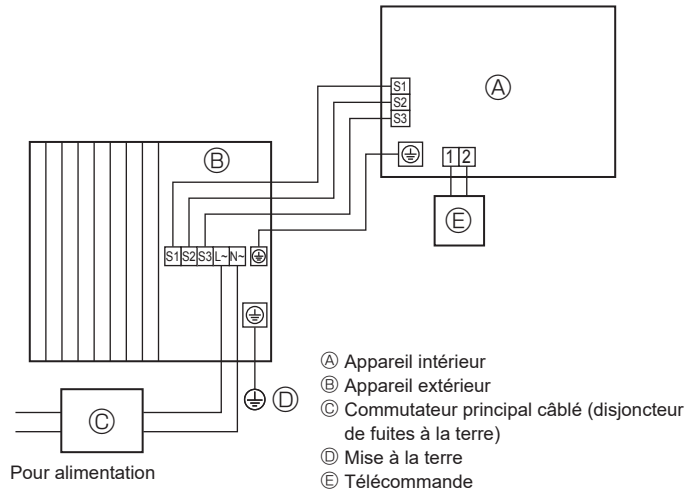 S1
S2
S3
Ⓐ
1 2
Ⓔ
Ⓑ
S1 S2 S3 L~ N~
Ⓓ
Ⓒ
Pour alimentation
Ⓐ Appareil intérieur
Ⓑ Appareil extérieur
Ⓒ Commutateur principal câblé (disjoncteur
de fuites à la terre)
Ⓓ Mise à la terre
Ⓔ Télécommande